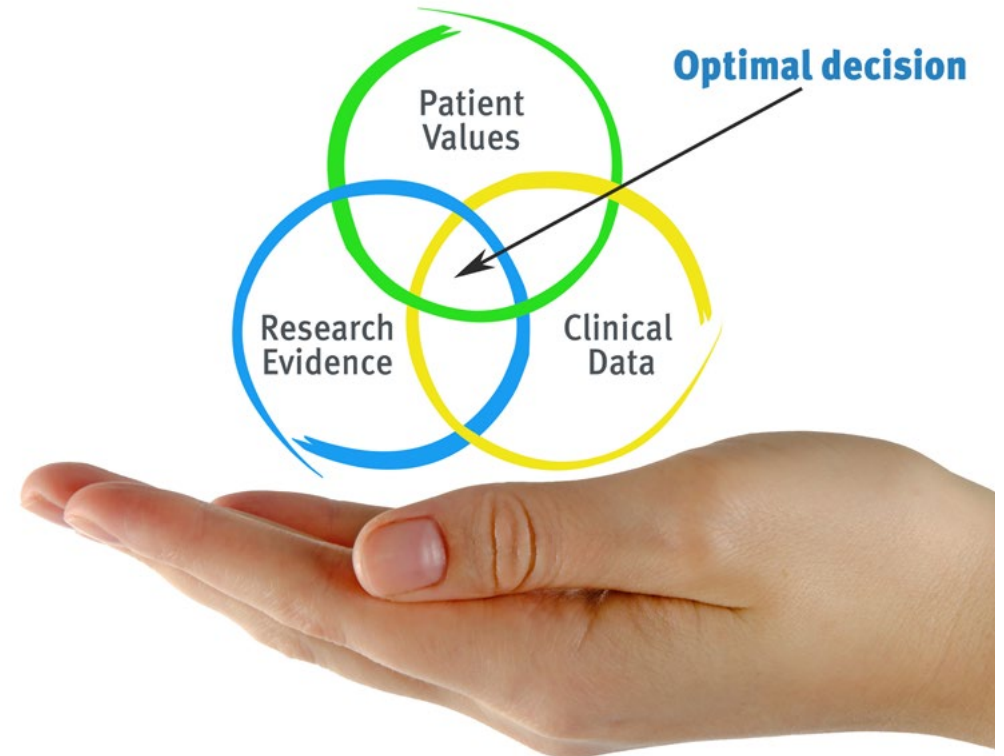 Optimal decision
Patient
Values
Research
Evidence
Clinical
Data